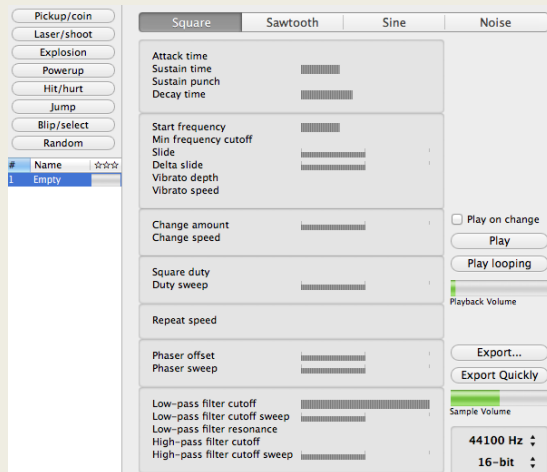 Pickup/coin
Laser/shoot
Explosion
Powerup
Hit/hurt
Jump
Blip/select
Random
# Name ☆☆☆
1 Empty
Square Sawtooth Sine Noise
Attack time
Sustain time
Sustain punch
Decay time
Start frequency
Min frequency cutoff
Slide
Delta slide
Vibrato depth
Vibrato speed
Change amount
Change speed
Square duty
Duty sweep
Repeat speed
Phaser offset
Phaser sweep
Low-pass filter cutoff
Low-pass filter cutoff sweep
Low-pass filter resonance
High-pass filter cutoff
High-pass filter cutoff sweep
Play on change
Play
Play looping
Playback Volume
Export...
Export Quickly
Sample Volume
44100 Hz
16-bit